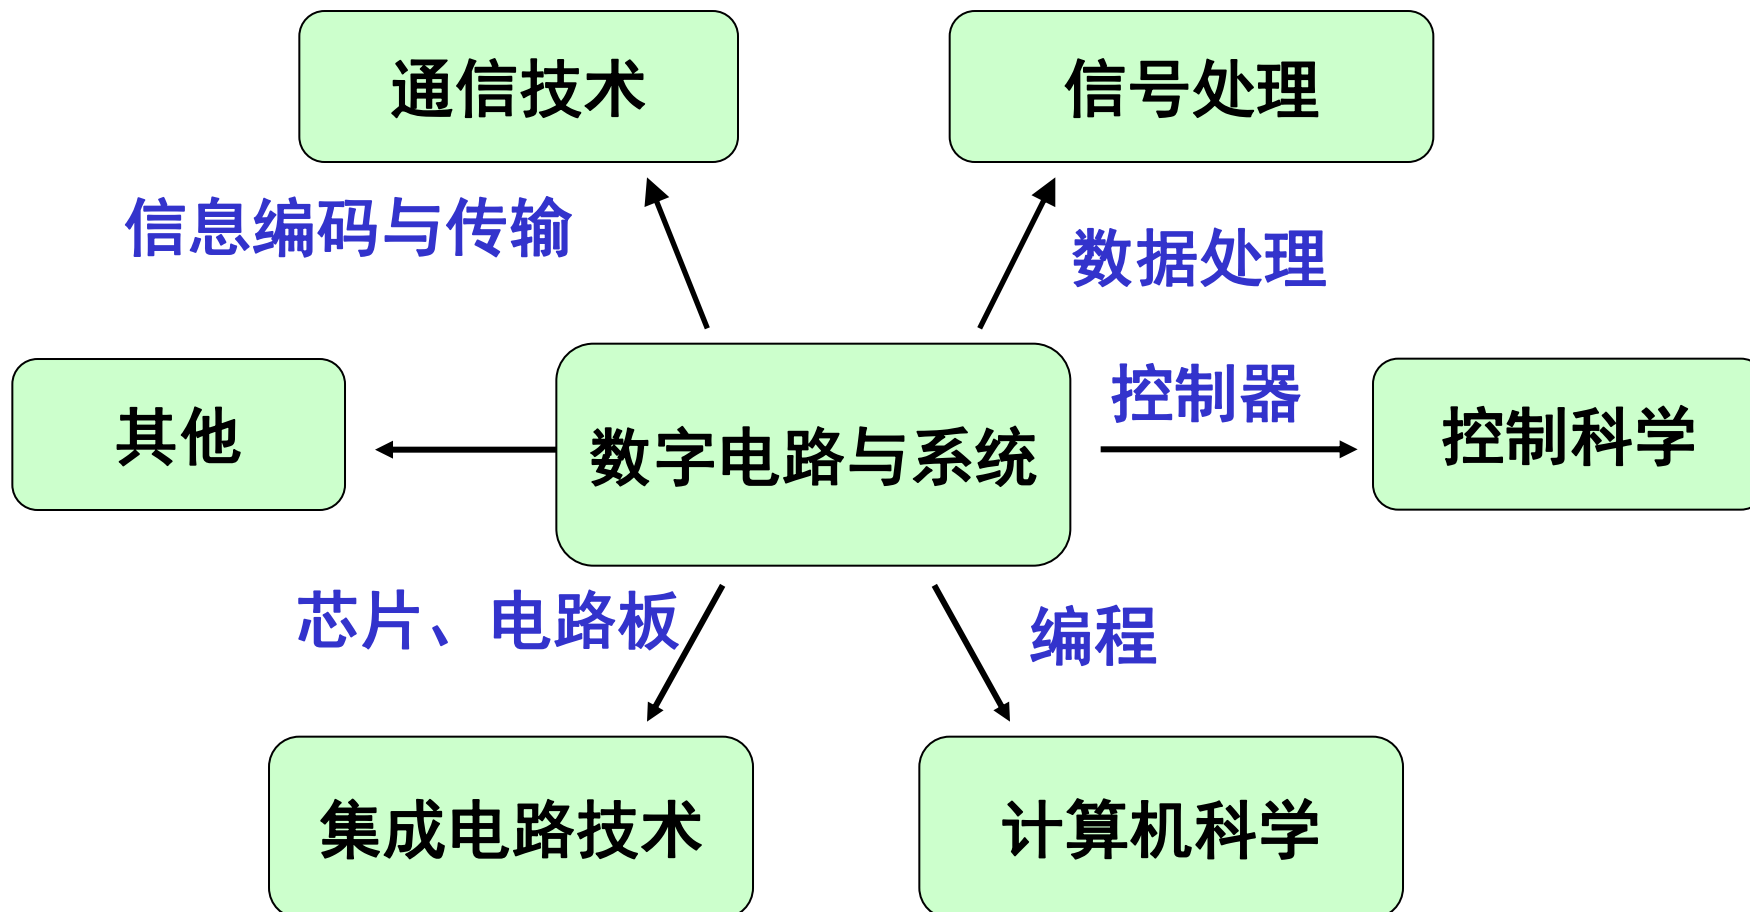 通信技术
信号处理
信息编码与传输
数据处理
控制器
其他
数字电路与系统
控制科学
芯片、电路板
编程
集成电路技术
计算机科学